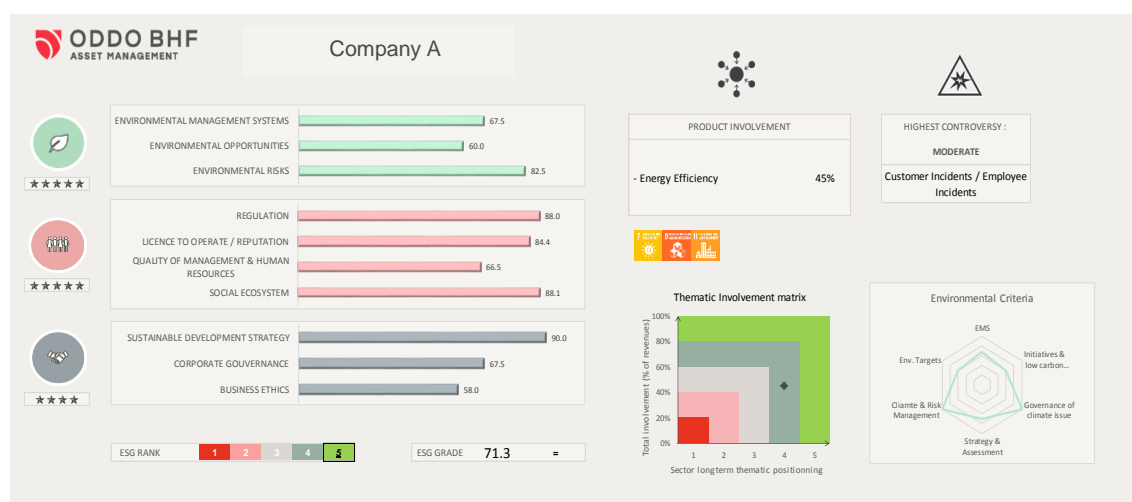 ODDO BHF
ASSET MANAGEMENT
Company A
ENVIRONMENTAL MANAGEMENT SYSTEMS 67.5
ENVIRONMENTAL OPPORTUNITIES 60.0
ENVIRONMENTAL RISKS 82.5
REGULATION 88.0
LICENCE TO OPERATE / REPUTATION 84.4
QUALITY OF MANAGEMENT & HUMAN
RESOURCES 66.5
SOCIAL ECOSYSTEM 88.1
SUSTAINABLE DEVELOPMENT STRATEGY 90.0
CORPORATE GOUVERNANCE 67.5
BUSINESS ETHICS 58.0
ESG RANK 1 2 3 4 5
ESG GRADE 71.3 =
PRODUCT INVOLVEMENT
- Energy Efficiency 45%
HIGHEST CONTROVERSY :
MODERATE
Customer Incidents / Employee
Incidents
7
9
11
Thematic Involvement matrix
Total involvement (% of revenues)
100%
80%
60%
40%
20%
0%
1 2 3 4 5
Sector longterm thematic positionning
Environmental Criteria
EMS
Initiatives &
low carbon...
Governance of
climate issue
Strategy &
Assessment
Cliamte & Risk
Management
Env. Targets